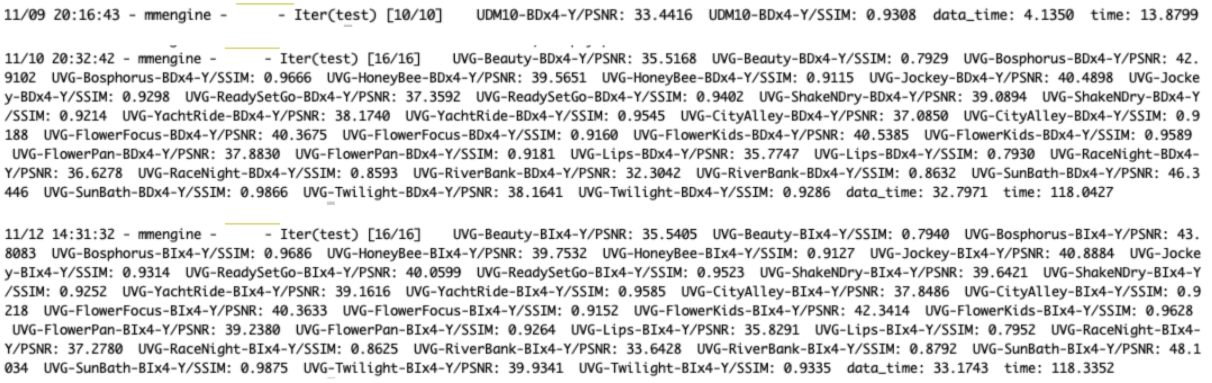 11/09 20:16:43 - mmengine - - Iter(test) [10/10] UDM10-BDx4-Y/PSNR: 33.4416 UDM10-BDx4-Y/SSIM: 0.9308 data_time: 4.1350 time: 13.8799
11/10 20:32:42 - mmengine - - Iter(test) [16/16] UVG-Beauty-BDx4-Y/PSNR: 35.5168 UVG-Beauty-BDx4-Y/SSIM: 0.7929 UVG-Bosphorus-BDx4-Y/PSNR: 42.
9102 UVG-Bosphorus-BDx4-Y/SSIM: 0.9666 UVG-HoneyBee-BDx4-Y/PSNR: 39.5651 UVG-HoneyBee-BDx4-Y/SSIM: 0.9115 UVG-Jockey-BDx4-Y/PSNR: 40.4898 UVG-Jocke
y-BDx4-Y/SSIM: 0.9298 UVG-ReadySetGo-BDx4-Y/PSNR: 37.3592 UVG-ReadySetGo-BDx4-Y/SSIM: 0.9402 UVG-ShakeNDry-BDx4-Y/PSNR: 39.0894 UVG-ShakeNDry-BDx4-Y
/SSIM: 0.9214 UVG-YachtRide-BDx4-Y/PSNR: 38.1740 UVG-YachtRide-BDx4-Y/SSIM: 0.9545 UVG-CityAlley-BDx4-Y/PSNR: 37.0850 UVG-CityAlley-BDx4-Y/SSIM: 0.9
188 UVG-FlowerFocus-BDx4-Y/PSNR: 40.3675 UVG-FlowerFocus-BDx4-Y/SSIM: 0.9160 UVG-FlowerKids-BDx4-Y/PSNR: 40.5385 UVG-FlowerKids-BDx4-Y/SSIM: 0.9589
UVG-FlowerPan-BDx4-Y/PSNR: 37.8830 UVG-FlowerPan-BDx4-Y/SSIM: 0.9181 UVG-Lips-BDx4-Y/PSNR: 35.7747 UVG-Lips-BDx4-Y/SSIM: 0.7930 UVG-RaceNight-BDx4-
Y/PSNR: 36.6278 UVG-RaceNight-BDx4-Y/SSIM: 0.8593 UVG-RiverBank-BDx4-Y/PSNR: 32.3042 UVG-RiverBank-BDx4-Y/SSIM: 0.8632 UVG-SunBath-BDx4-Y/PSNR: 46.3
446 UVG-SunBath-BDx4-Y/SSIM: 0.9866 UVG-Twilight-BDx4-Y/PSNR: 38.1641 UVG-Twilight-BDx4-Y/SSIM: 0.9286 data_time: 32.7971 time: 118.0427
11/12 14:31:32 - mmengine - - Iter(test) [16/16] UVG-Beauty-BIx4-Y/PSNR: 35.5405 UVG-Beauty-BIx4-Y/SSIM: 0.7940 UVG-Bosphorus-BIx4-Y/PSNR: 43.
8083 UVG-Bosphorus-BIx4-Y/SSIM: 0.9686 UVG-HoneyBee-BIx4-Y/PSNR: 39.7532 UVG-HoneyBee-BIx4-Y/SSIM: 0.9127 UVG-Jockey-BIx4-Y/PSNR: 40.8884 UVG-Jocke
y-BIx4-Y/SSIM: 0.9314 UVG-ReadySetGo-BIx4-Y/PSNR: 40.0599 UVG-ReadySetGo-BIx4-Y/SSIM: 0.9523 UVG-ShakeNDry-BIx4-Y/PSNR: 39.6421 UVG-ShakeNDry-BIx4-Y
/SSIM: 0.9252 UVG-YachtRide-BIx4-Y/PSNR: 39.1616 UVG-YachtRide-BIx4-Y/SSIM: 0.9585 UVG-CityAlley-BIx4-Y/PSNR: 37.8486 UVG-CityAlley-BIx4-Y/SSIM: 0.9
218 UVG-FlowerFocus-BIx4-Y/PSNR: 40.3633 UVG-FlowerFocus-BIx4-Y/SSIM: 0.9152 UVG-FlowerKids-BIx4-Y/PSNR: 42.3414 UVG-FlowerKids-BIx4-Y/SSIM: 0.9628
UVG-FlowerPan-BIx4-Y/PSNR: 39.2380 UVG-FlowerPan-BIx4-Y/SSIM: 0.9264 UVG-Lips-BIx4-Y/PSNR: 35.8291 UVG-Lips-BIx4-Y/SSIM: 0.7952 UVG-RaceNight-BIx4-
Y/PSNR: 37.2780 UVG-RaceNight-BIx4-Y/SSIM: 0.8625 UVG-RiverBank-BIx4-Y/PSNR: 33.6428 UVG-RiverBank-BIx4-Y/SSIM: 0.8792 UVG-SunBath-BIx4-Y/PSNR: 48.1
034 UVG-SunBath-BIx4-Y/SSIM: 0.9875 UVG-Twilight-BIx4-Y/PSNR: 39.9341 UVG-Twilight-BIx4-Y/SSIM: 0.9335 data_time: 33.1743 time: 118.3352